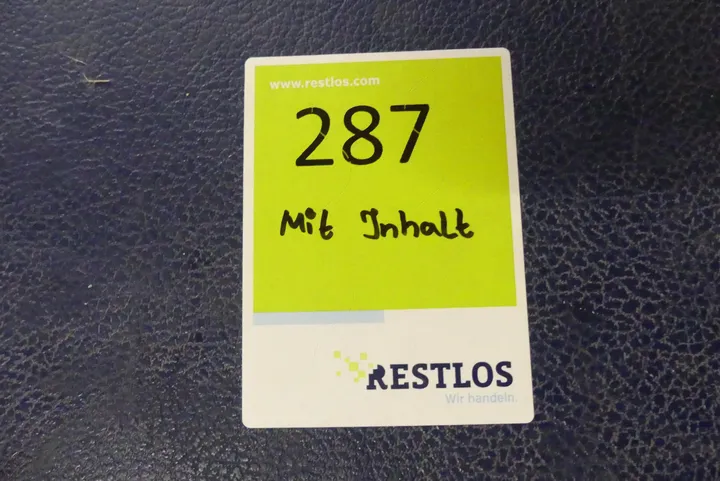 www.restlos.com
287
Mit Inhalt
RESTLOS
Wir handeln.